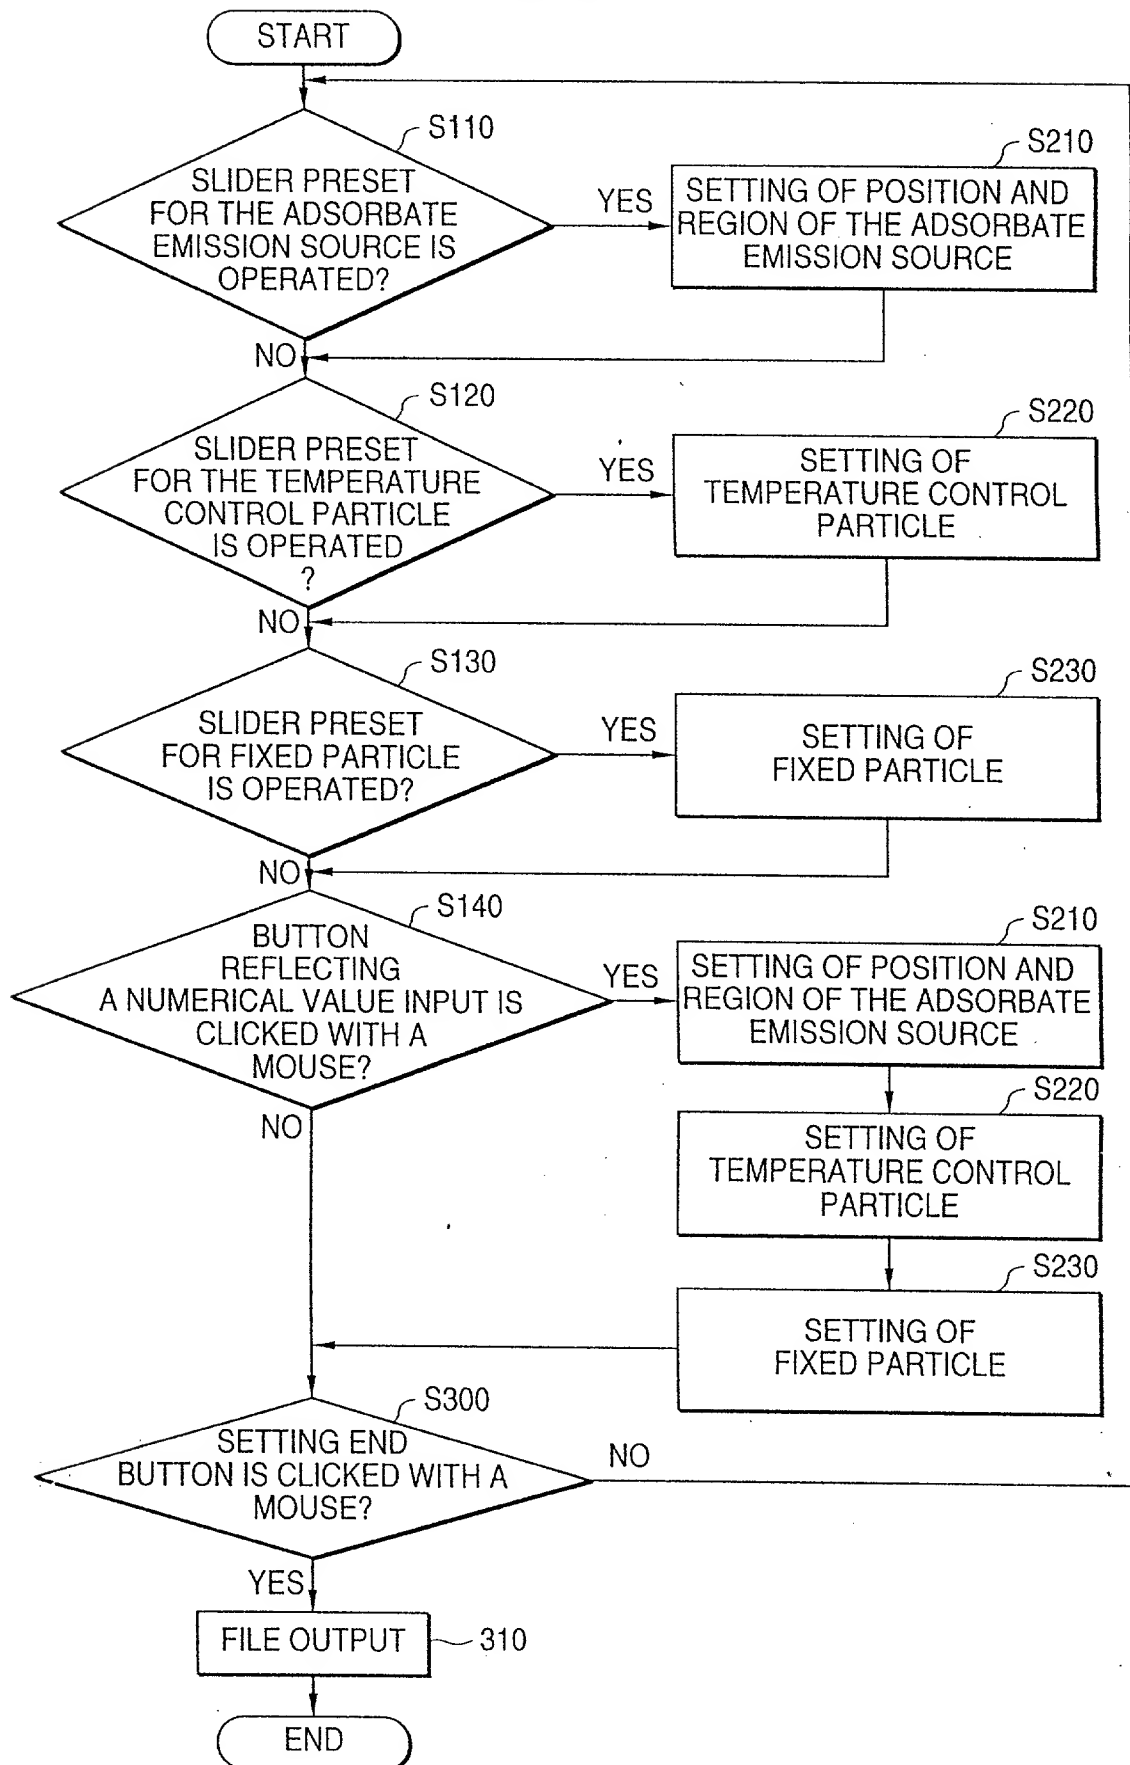 START
S110
SLIDER PRESET
FOR THE ADSORBATE
EMISSION SOURCE IS
OPERATED?
YES
S210
SETTING OF POSITION AND
REGION OF THE ADSORBATE
EMISSION SOURCE
NO
S120
SLIDER PRESET
FOR THE TEMPERATURE
CONTROL PARTICLE
IS OPERATED
?
YES
S220
SETTING OF
TEMPERATURE CONTROL
PARTICLE
NO
S130
SLIDER PRESET
FOR FIXED PARTICLE
IS OPERATED?
YES
S230
SETTING OF
FIXED PARTICLE
NO
S140
BUTTON
REFLECTING
A NUMERICAL VALUE INPUT IS
CLICKED WITH A
MOUSE?
YES
S210
SETTING OF POSITION AND
REGION OF THE ADSORBATE
EMISSION SOURCE
S220
SETTING OF
TEMPERATURE CONTROL
PARTICLE
S230
SETTING OF
FIXED PARTICLE
NO
S300
SETTING END
BUTTON IS CLICKED WITH A
MOUSE?
NO
YES
FILE OUTPUT
310
END